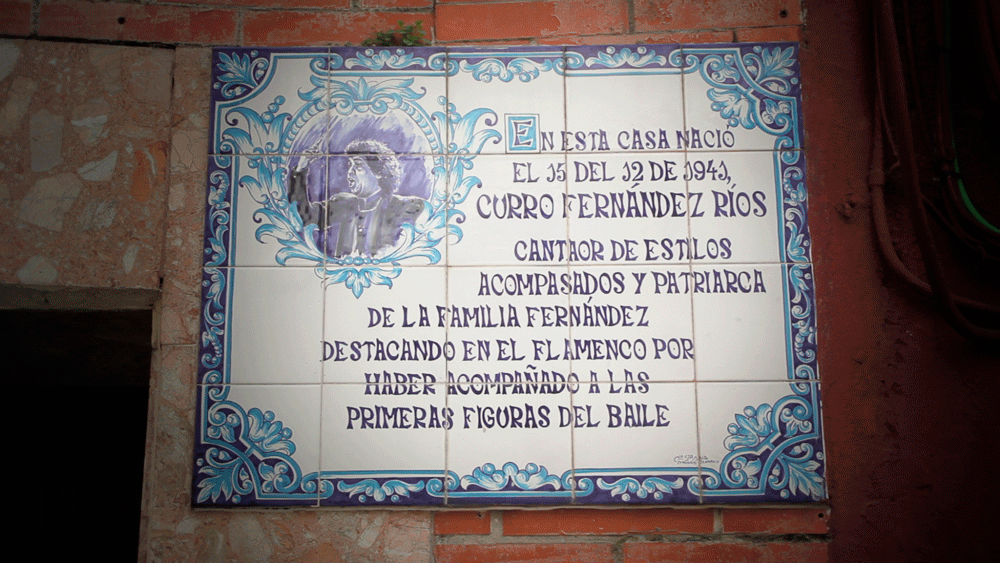 EN ESTA CASA NACIÓ
EL 15 DEL 12 DE 1941,
CURRO FERNÁNDEZ RÍOS
CANTAOR DE ESTILOS
ACOMPASADOS Y PATRIARCA
DE LA FAMILIA FERNÁNDEZ
DESTACANDO EN EL FLAMENCO POR
HABER ACOMPAÑADO A LAS
PRIMERAS FIGURAS DEL BAILE